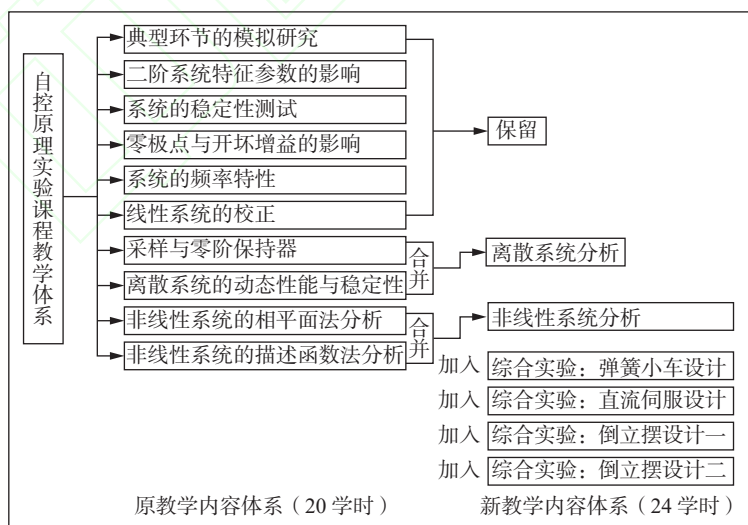 自控原理实验课程教学体系
典型环节的模拟研究
二阶系统特征参数的影响
系统的稳定性测试
零极点与开坏增益的影响
系统的频率特性
线性系统的校正
采样与零阶保持器
离散系统的动态性能与稳定性
非线性系统的相平面法分析
非线性系统的描述函数法分析
合并
合并
保留
离散系统分析
非线性系统分析
加入 综合实验：弹簧小车设计
加入 综合实验：直流伺服设计
加入 综合实验：倒立摆设计一
加入 综合实验：倒立摆设计二
原教学内容体系（20 学时）
新教学内容体系（24 学时）